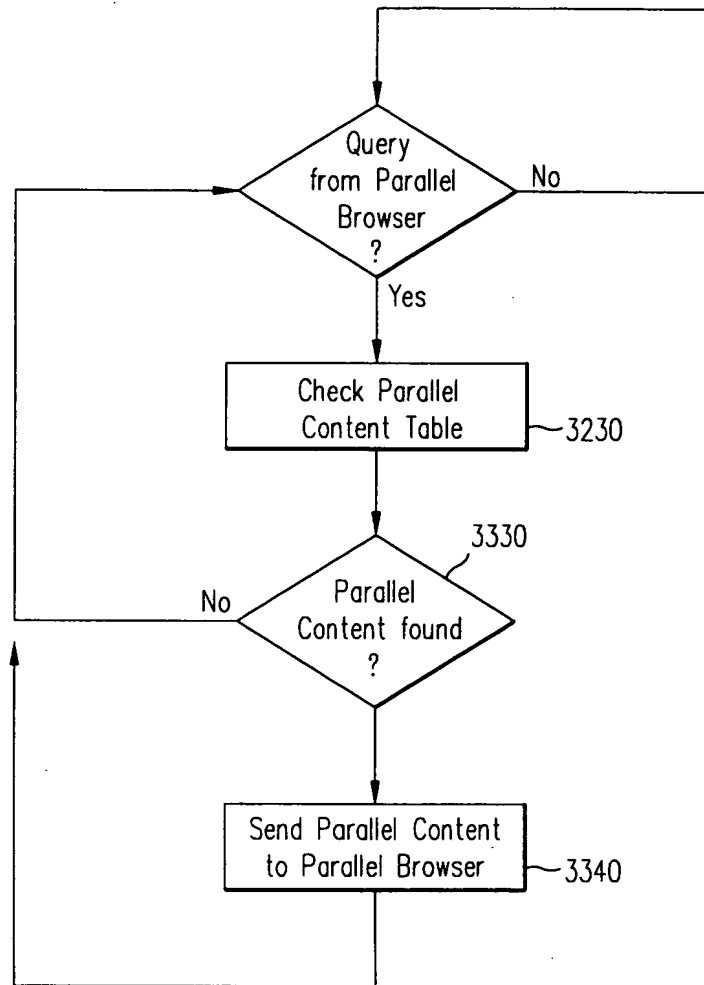 Query
from Parallel
Browser
?
No
Yes
Check Parallel
Content Table
3230
3330
No
Parallel
Content found
?
Send Parallel Content
to Parallel Browser
3340